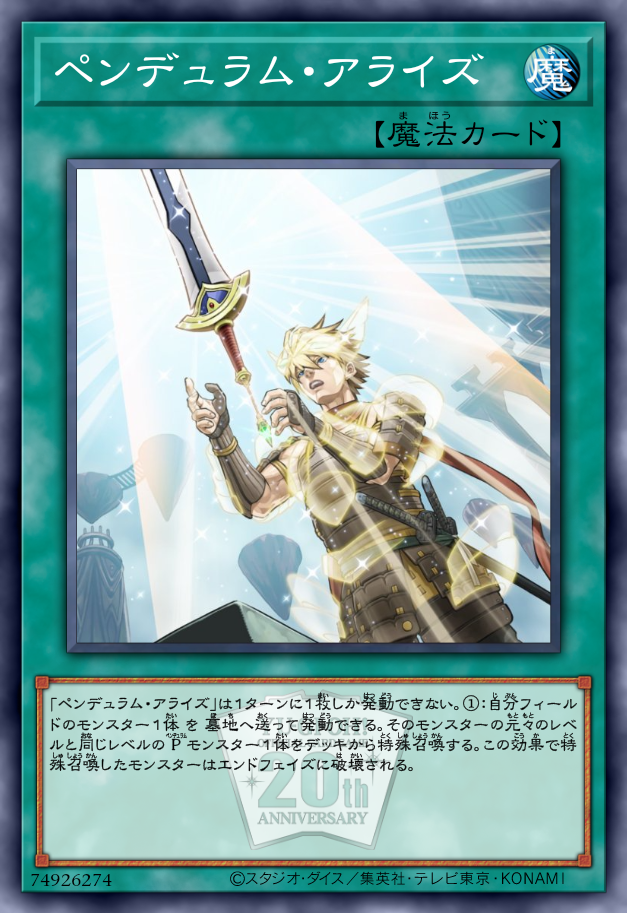 ペンデュラム・アライズ
魔
【魔法カード】
「ペンデュラム・アライズ」は1ターンに1枚しか発動できない。①:自分フィール
ドのモンスター1体 を 墓地へ送って発動できる。そのモンスターの元々のレベ
ルと同じレベルの P モンスター1体をデッキから特殊召喚する。この効果で特
殊召喚したモンスターはエンドフェイズに破壊される。
20th
ANNIVERSARY
74926274
©スタジオ・ダイス／集英社・テレビ東京・KONAMI